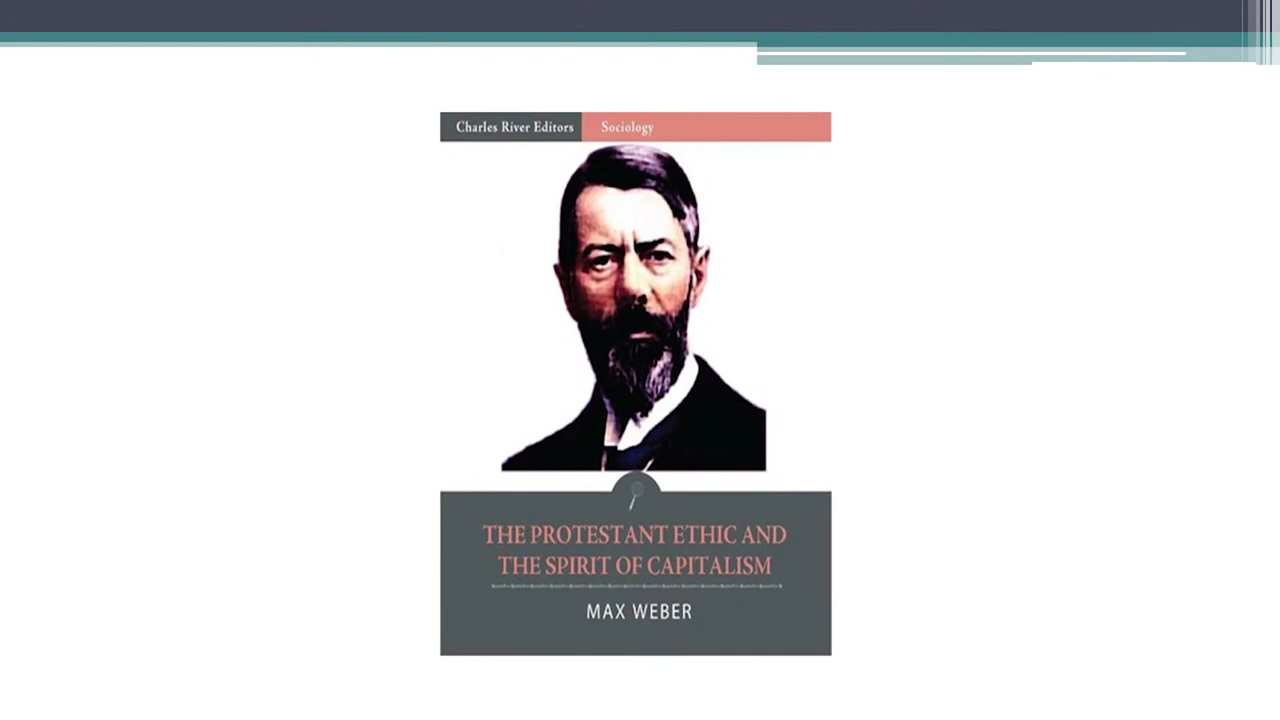 Charles River Editors Sociology
THE PROTESTANT ETHIC AND
THE SPIRIT OF CAPITALISM
MAX WEBER